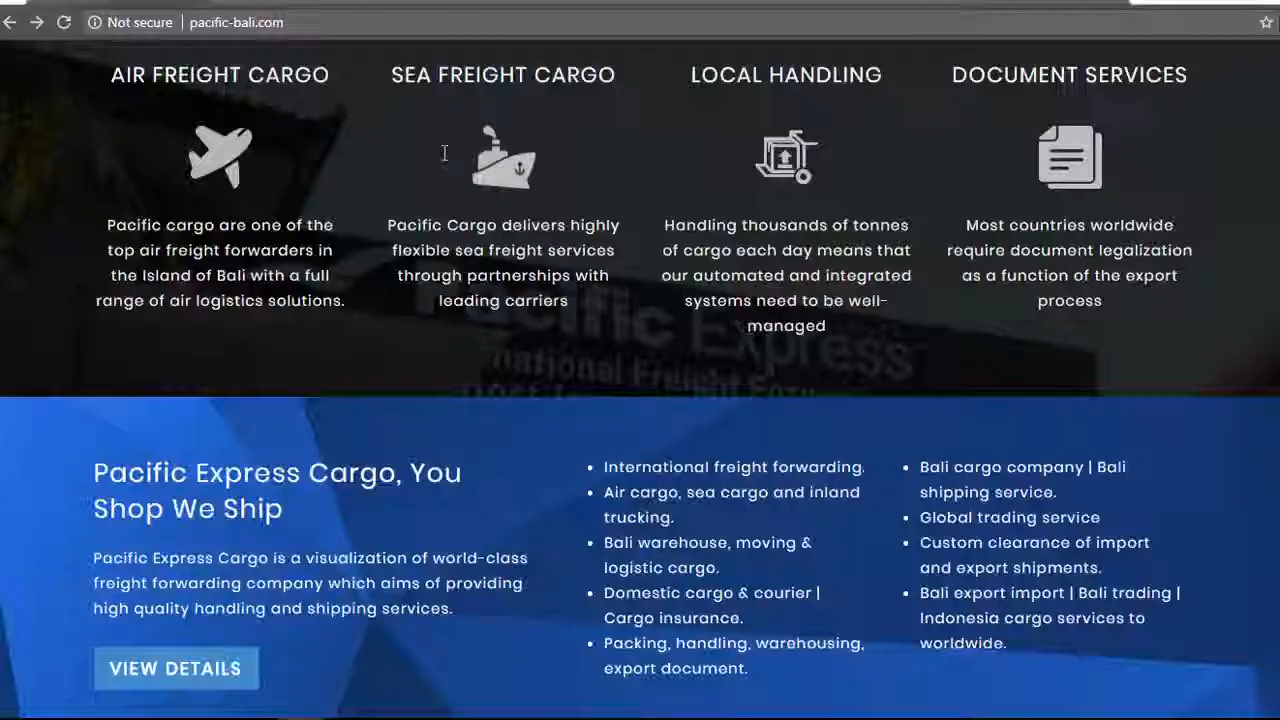 Not secure | pacific-bali.com
AIR FREIGHT CARGO
Pacific cargo are one of the
top air freight forwarders in
the Island of Bali with a full
range of air logistics solutions.
SEA FREIGHT CARGO
Pacific Cargo delivers highly
flexible sea freight services
through partnerships with
leading carriers
LOCAL HANDLING
Handling thousands of tonnes
of cargo each day means that
our automated and integrated
systems need to be well-
managed
DOCUMENT SERVICES
Most countries worldwide
require document legalization
as a function of the export
process
Pacific Express
Pacific Express Cargo, You
Shop We Ship
Pacific Express Cargo is a visualization of world-class
freight forwarding company which aims of providing
high quality handling and shipping services.
VIEW DETAILS
International freight forwarding.
Air cargo, sea cargo and inland
trucking.
Bali warehouse, moving &
logistic cargo.
Domestic cargo & courier |
Cargo insurance.
Packing, handling, warehousing,
export document.
Bali cargo company | Bali
shipping service.
Global trading service
Custom clearance of import
and export shipments.
Bali export import | Bali trading |
Indonesia cargo services to
worldwide.